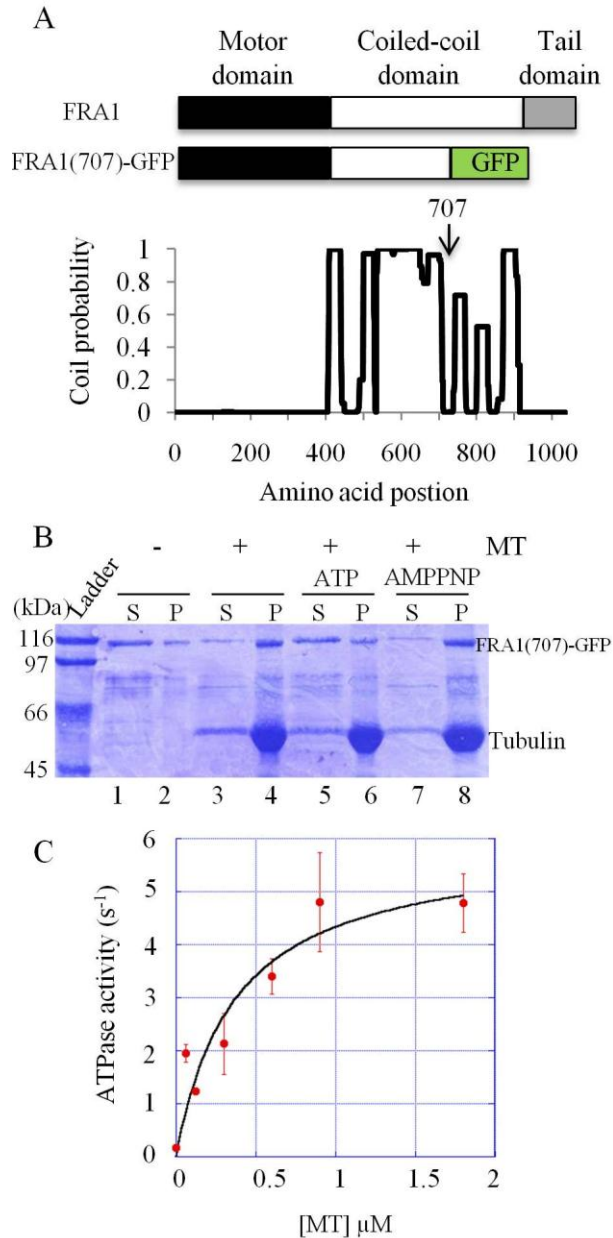 A
Motor domain
Coiled-coil domain
Tail domain
FRA1
FRA1(707)-GFP
GFP
707
Coil probability
1
0.8
0.6
0.4
0.2
0
0 200 400 600 800 1000
Amino acid postion
B
- + + + MT
ATP AMPPNP
(kDa) Ladder S P S P S P S P
116
97
66
45
FRA1(707)-GFP
Tubulin
1 2 3 4 5 6 7 8
C
ATPase activity (s-1)
6
5
4
3
2
1
0
0 0.5 1 1.5 2
[MT] µM